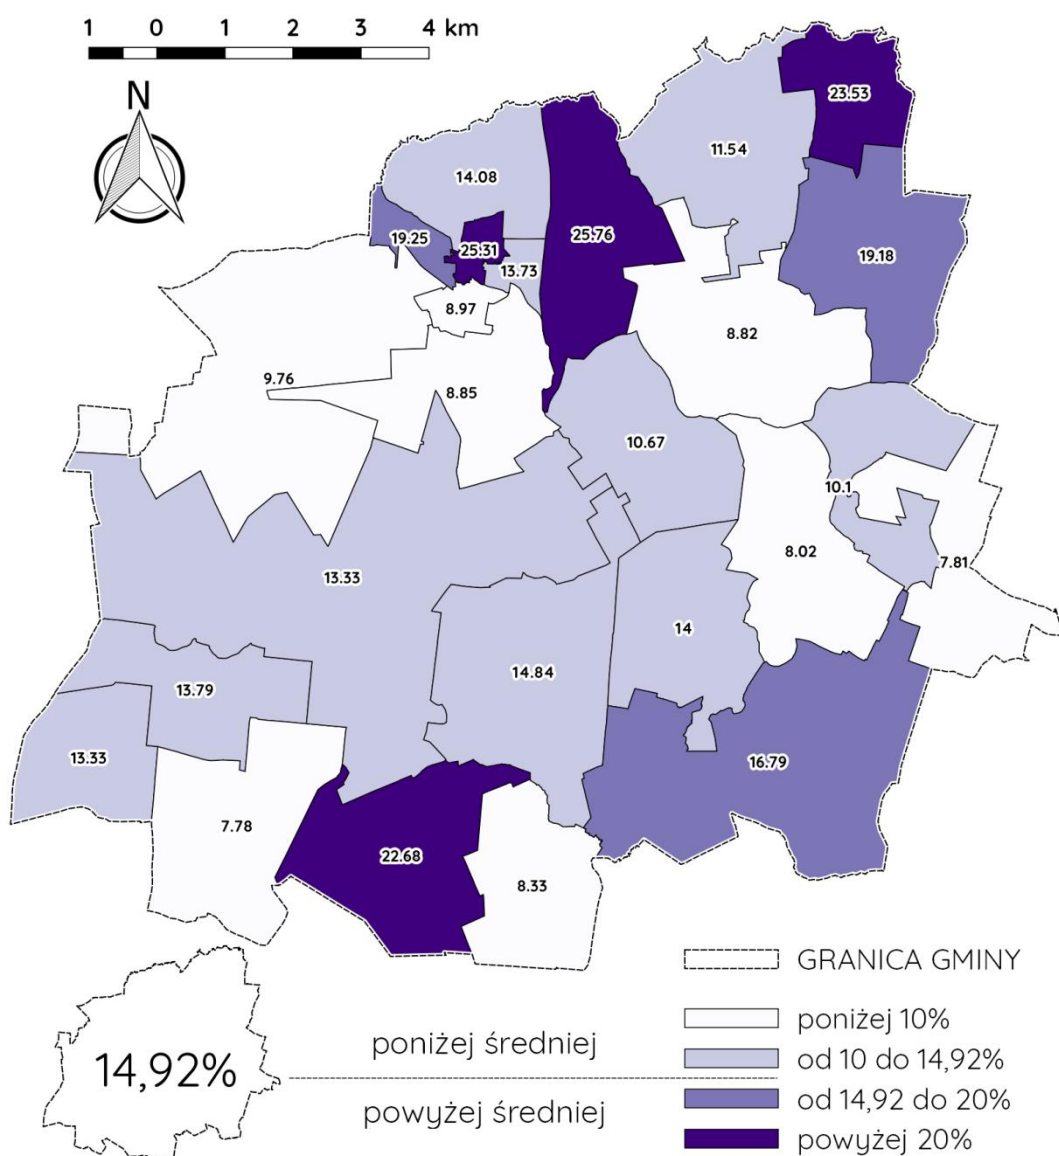 1 0 1 2 3 4 km
N
23.53
11.54
14.08
25.76
19.25
25.31
19.18
13.73
8.97
8.82
9.76
8.85
10.67
10.1
8.02
7.81
13.33
14
14.84
13.79
13.33
16.79
7.78
22.68
8.33
GRANICA GMINY
14,92%
poniżej średniej
powyżej średniej
poniżej 10%
od 10 do 14,92%
od 14,92 do 20%
powyżej 20%